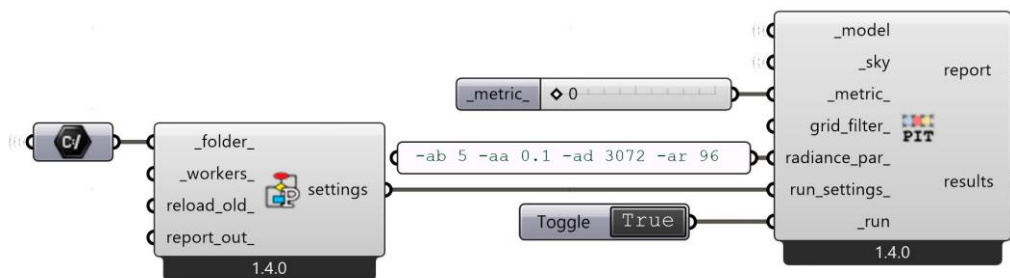 _model
_sky
report
_metric_
0
_metric_
grid_filter_
PIT
C:/
_folder_
-ab 5 -aa 0.1 -ad 3072 -ar 96
radiance_par_
_workers_
settings
run_settings_
results
reload_old_
P
Toggle True
_run
report_out_
1.4.0
1.4.0